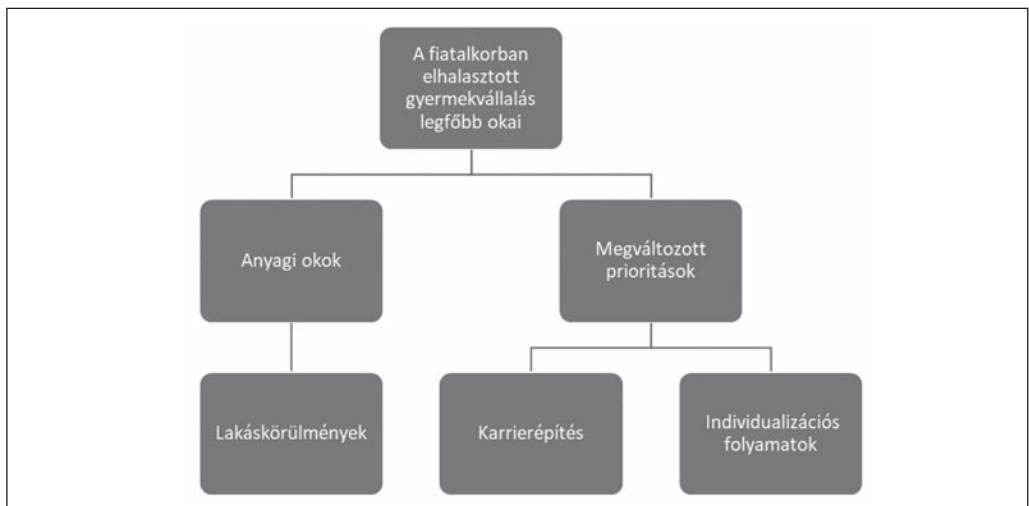 A fiatalkorban
elhalasztott
gyermekvállalás
legfőbb okai
Anyagi okok
Megváltozott
prioritások
Lakáskörülmények
Karrierépítés
Individualizációs
folyamatok